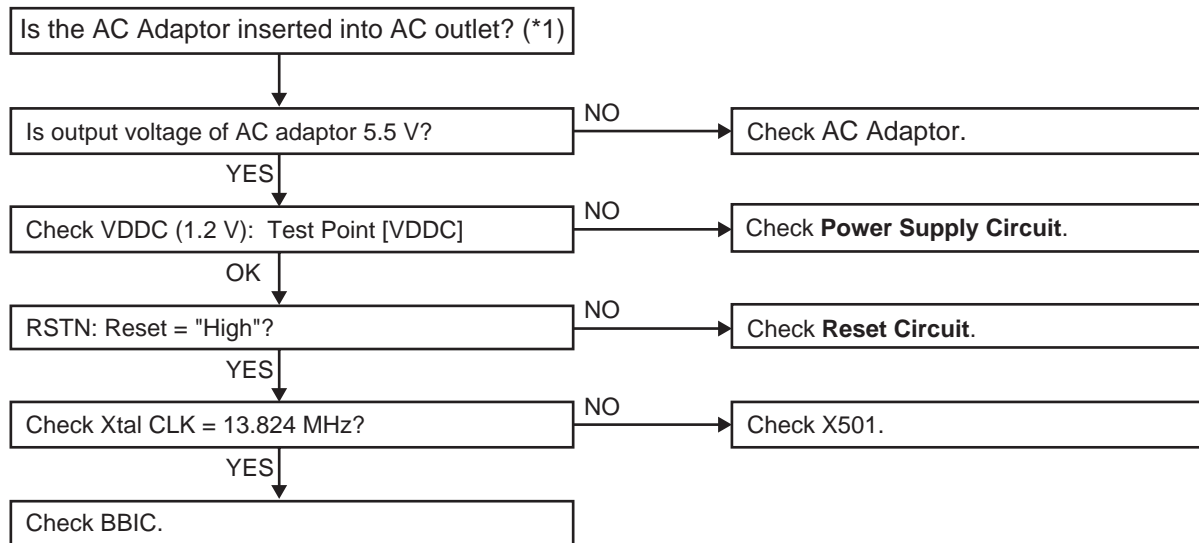 Is the AC Adaptor inserted into AC outlet? (*1)
Is output voltage of AC adaptor 5.5 V?
NO
Check AC Adaptor.
YES
Check VDDC (1.2 V): Test Point [VDDC]
NO
Check Power Supply Circuit.
OK
RSTN: Reset = "High"?
NO
Check Reset Circuit.
YES
Check Xtal CLK = 13.824 MHz?
NO
Check X501.
YES
Check BBIC.